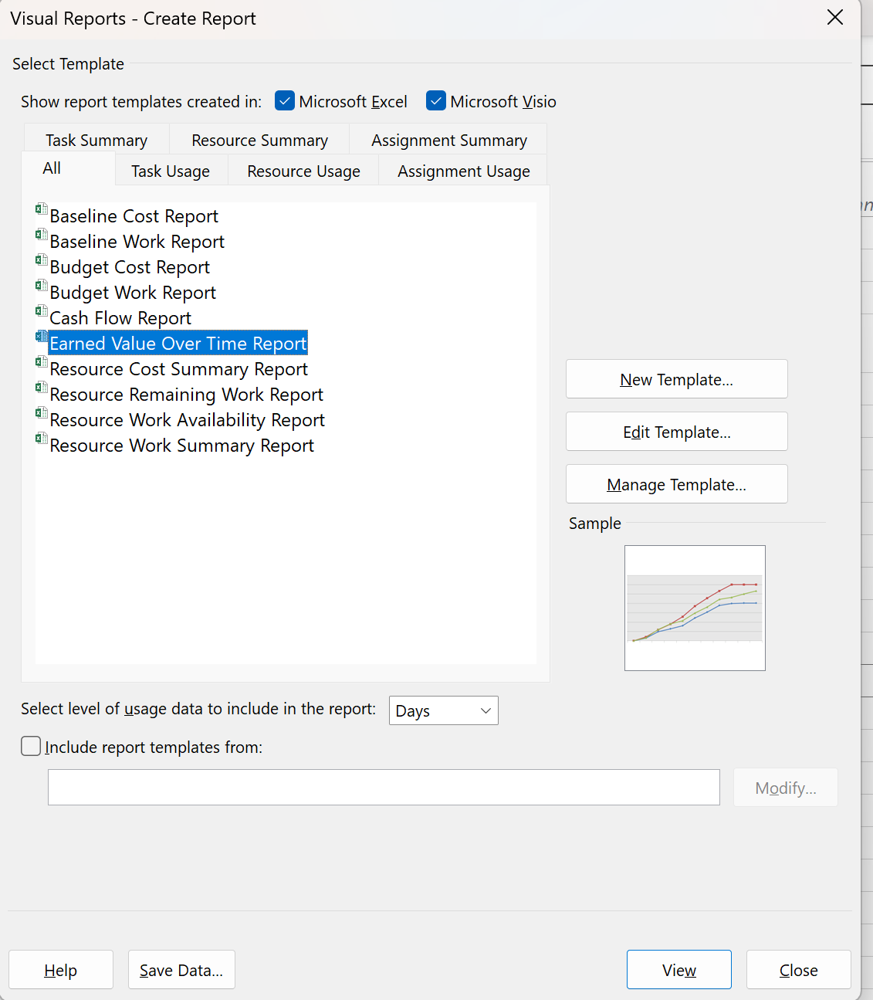 Visual Reports - Create Report
Select Template
Show report templates created in: Microsoft Excel Microsoft Visio
Task Summary Resource Summary Assignment Summary
All Task Usage Resource Usage Assignment Usage
Baseline Cost Report
Baseline Work Report
Budget Cost Report
Budget Work Report
Cash Flow Report
Earned Value Over Time Report
Resource Cost Summary Report
Resource Remaining Work Report
Resource Work Availability Report
Resource Work Summary Report
New Template...
Edit Template...
Manage Template...
Sample
Select level of usage data to include in the report: Days
Include report templates from:
Modify...
Help Save Data... View Close